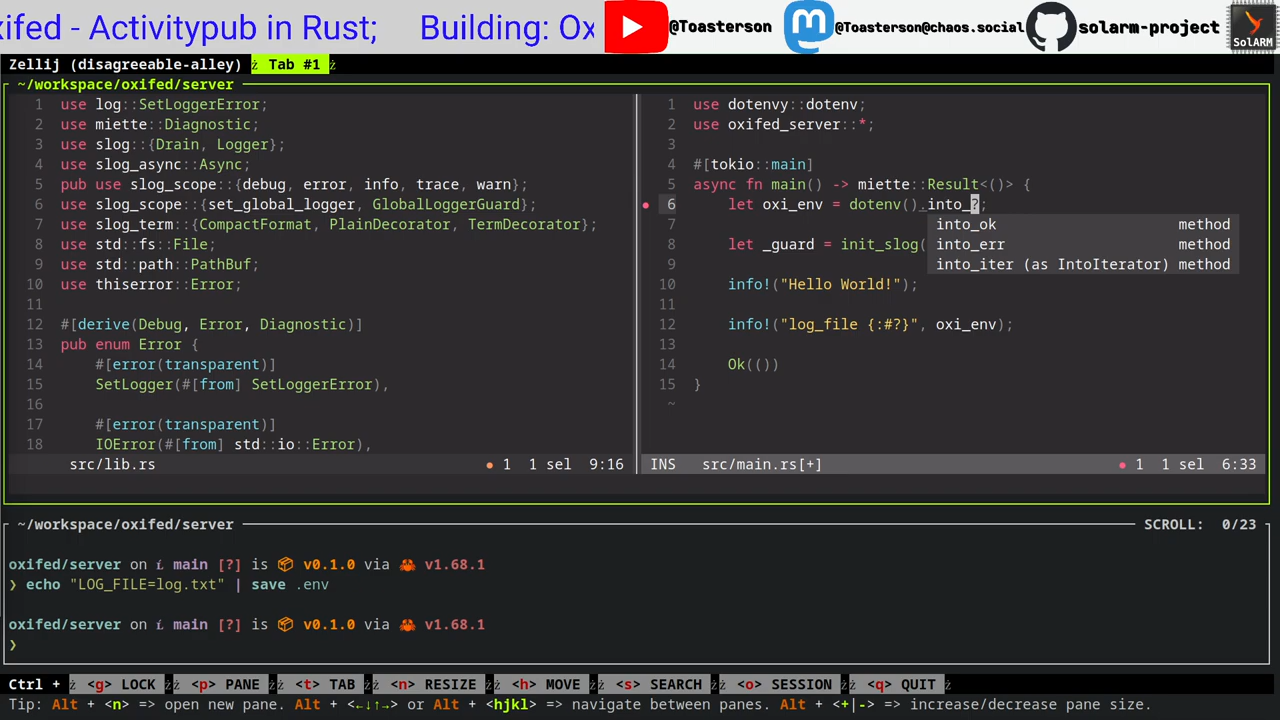 xifed - Activitypub in Rust; Building: Ox
@Toasterson @Toasterson@chaos.social solarm-project SolARM
Zellij (disagreeable-alley) Tab #1
~/workspace/oxifed/server
1 use log::SetLoggerError;
2 use miette::Diagnostic;
3 use slog::{Drain, Logger};
4 use slog_async::Async;
5 pub use slog_scope::{debug, error, info, trace, warn};
6 use slog_scope::{set_global_logger, GlobalLoggerGuard};
7 use slog_term::{CompactFormat, PlainDecorator, TermDecorator};
8 use std::fs::File;
9 use std::path::PathBuf;
10 use thiserror::Error;
11
12 #[derive(Debug, Error, Diagnostic)]
13 pub enum Error {
14 #[error(transparent)]
15 SetLogger(#[from] SetLoggerError),
16
17 #[error(transparent)]
18 IOError(#[from] std::io::Error),
src/lib.rs ● 1 1 sel 9:16
1 use dotenvy::dotenv;
2 use oxifed_server::*;
3
4 #[tokio::main]
5 async fn main() -> miette::Result<()> {
● 6 let oxi_env = dotenv().into_?;
7
into_ok method
8 let _guard = init_slog(
into_err method
9
into_iter (as IntoIterator) method
10 info!("Hello World!");
11
12 info!("log_file {:#?}", oxi_env);
13
14 Ok(())
15 }
~
INS src/main.rs[+] ● 1 1 sel 6:33
~/workspace/oxifed/server SCROLL: 0/23
oxifed/server on main [?] is 📦 v0.1.0 via 🦀 v1.68.1
❯ echo "LOG_FILE=log.txt" | save .env
oxifed/server on main [?] is 📦 v0.1.0 via 🦀 v1.68.1
❯
Ctrl + <g> LOCK <p> PANE <t> TAB <n> RESIZE <h> MOVE <s> SEARCH <o> SESSION <q> QUIT
Tip: Alt + <n> => open new pane. Alt + <←↓↑→> or Alt + <hjkl> => navigate between panes. Alt + <+|-> => increase/decrease pane size.